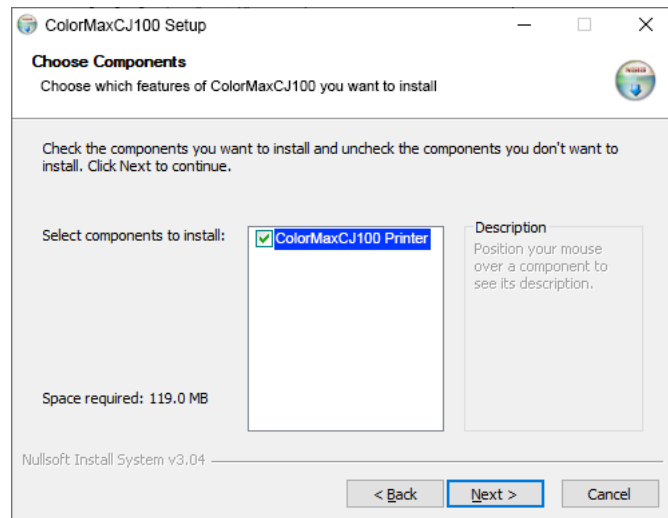 ColorMaxCJ100 Setup
Choose Components
Choose which features of ColorMaxCJ100 you want to install
Check the components you want to install and uncheck the components you don't want to
install. Click Next to continue.
Select components to install:
ColorMaxCJ100 Printer
Description
Position your mouse
over a component to
see its description.
Space required: 119.0 MB
Nullsoft Install System v3.04
< Back
Next >
Cancel